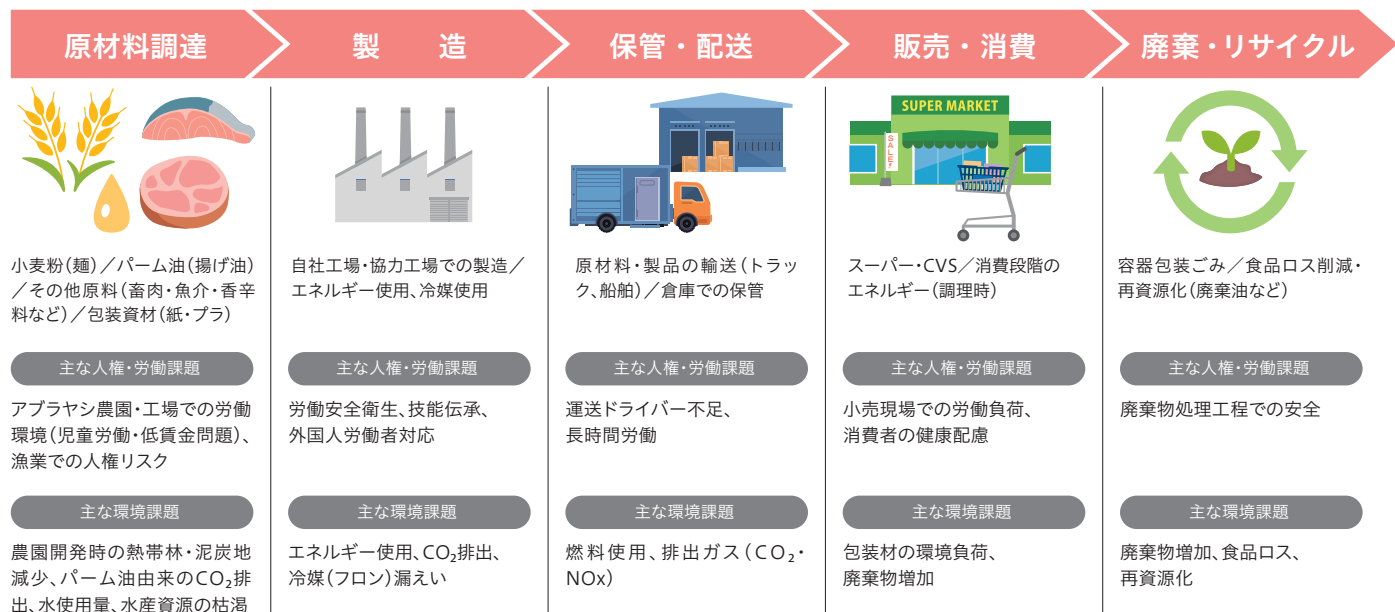 原材料調達
製　造
保管・配送
販売・消費
廃棄・リサイクル
SUPER MARKET
SALE!
小麦粉（麺）／パーム油（揚げ油）
／その他原料（畜肉・魚介・香辛
料など）／包装資材（紙・プラ）
自社工場・協力工場での製造／
エネルギー使用、冷媒使用
原材料・製品の輸送（トラッ
ク、船舶）／倉庫での保管
スーパー・CVS／消費段階の
エネルギー（調理時）
容器包装ごみ／食品ロス削減・
再資源化（廃棄油など）
主な人権・労働課題
主な人権・労働課題
主な人権・労働課題
主な人権・労働課題
主な人権・労働課題
アブラヤシ農園・工場での労働
環境（児童労働・低賃金問題）、
漁業での人権リスク
労働安全衛生、技能伝承、
外国人労働者対応
運送ドライバー不足、
長時間労働
小売現場での労働負荷、
消費者の健康配慮
廃棄物処理工程での安全
主な環境課題
主な環境課題
主な環境課題
主な環境課題
主な環境課題
農園開発時の熱帯林・泥炭地
減少、パーム油由来のCO₂排
出、水使用量、水産資源の枯渇
エネルギー使用、CO₂排出、
冷媒（フロン）漏えい
燃料使用、排出ガス（CO₂・
NOx）
包装材の環境負荷、
廃棄物増加
廃棄物増加、食品ロス、
再資源化